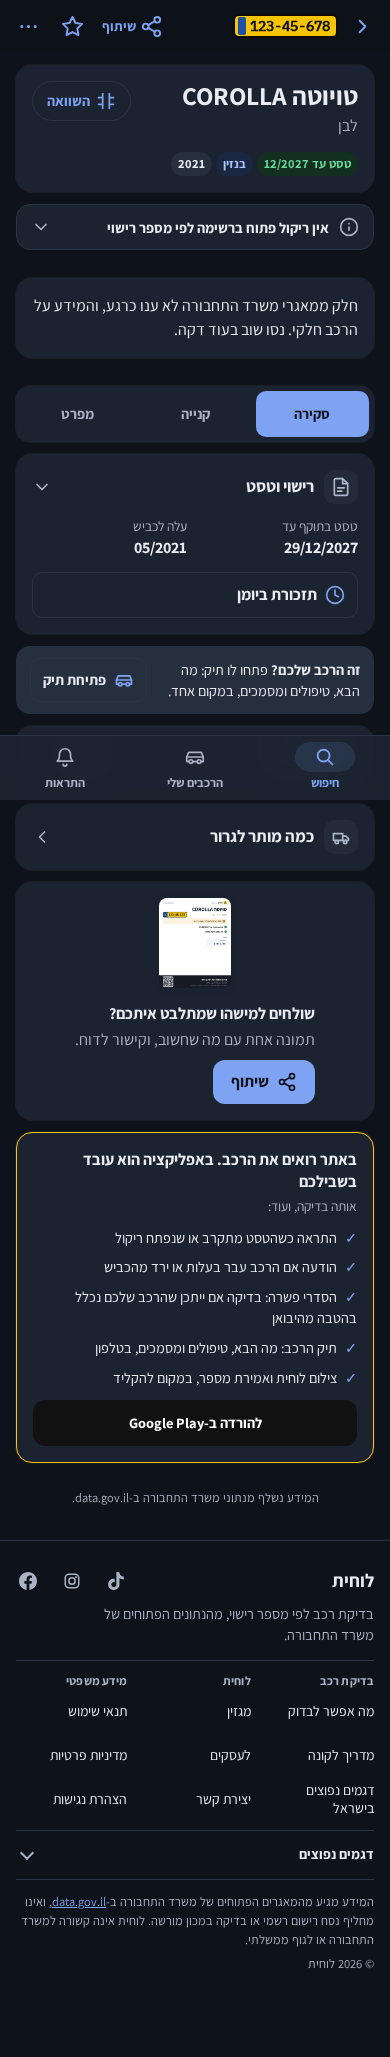 123-45-678
שיתוף
טויוטה COROLLA
השוואה
לבן
טסט עד 12/2027
בנזין
2021
אין ריקול פתוח ברשימה לפי מספר רישוי
חלק ממאגרי משרד התחבורה לא ענו כרגע, והמידע על
הרכב חלקי. נסו שוב בעוד דקה.
סקירה
קנייה
מפרט
רישוי וטסט
טסט בתוקף עד
עלה לכביש
29/12/2027
05/2021
תזכורת ביומן
זה הרכב שלכם? פתחו לו תיק: מה
הבא, טיפולים ומסמכים, במקום אחד.
פתיחת תיק
חיפוש
הרכבים שלי
התראות
כמה מותר לגרור
שולחים למישהו שמתלבט איתכם?
תמונה אחת עם מה שחשוב, וקישור לדוח.
שיתוף
באתר רואים את הרכב. באפליקציה הוא עובד
בשבילכם
אותה בדיקה, ועוד:
✓ התראה כשהטסט מתקרב או שנפתח ריקול
✓ הודעה אם הרכב עבר בעלות או ירד מהכביש
✓ הסדרי פשרה: בדיקה אם ייתכן שהרכב שלכם נכלל
בהטבה מהיבואן
✓ תיק הרכב: מה הבא, טיפולים ומסמכים, בטלפון
✓ צילום לוחית ואמירת מספר, במקום להקליד
להורדה ב-Google Play
המידע נשלף מנתוני משרד התחבורה ב-data.gov.il.
לוחית
בדיקת רכב לפי מספר רישוי, מהנתונים הפתוחים של
משרד התחבורה.
בדיקת רכב
לוחית
מידע משפטי
מה אפשר לבדוק
מגזין
תנאי שימוש
מדריך לקונה
לעסקים
מדיניות פרטיות
דגמים נפוצים
בישראל
יצירת קשר
הצהרת נגישות
דגמים נפוצים
המידע מגיע מהמאגרים הפתוחים של משרד התחבורה ב-data.gov.il, ואינו
מחליף נסח רישום רשמי או בדיקה במכון מורשה. לוחית אינה קשורה למשרד
התחבורה או לגוף ממשלתי.
© 2026 לוחית